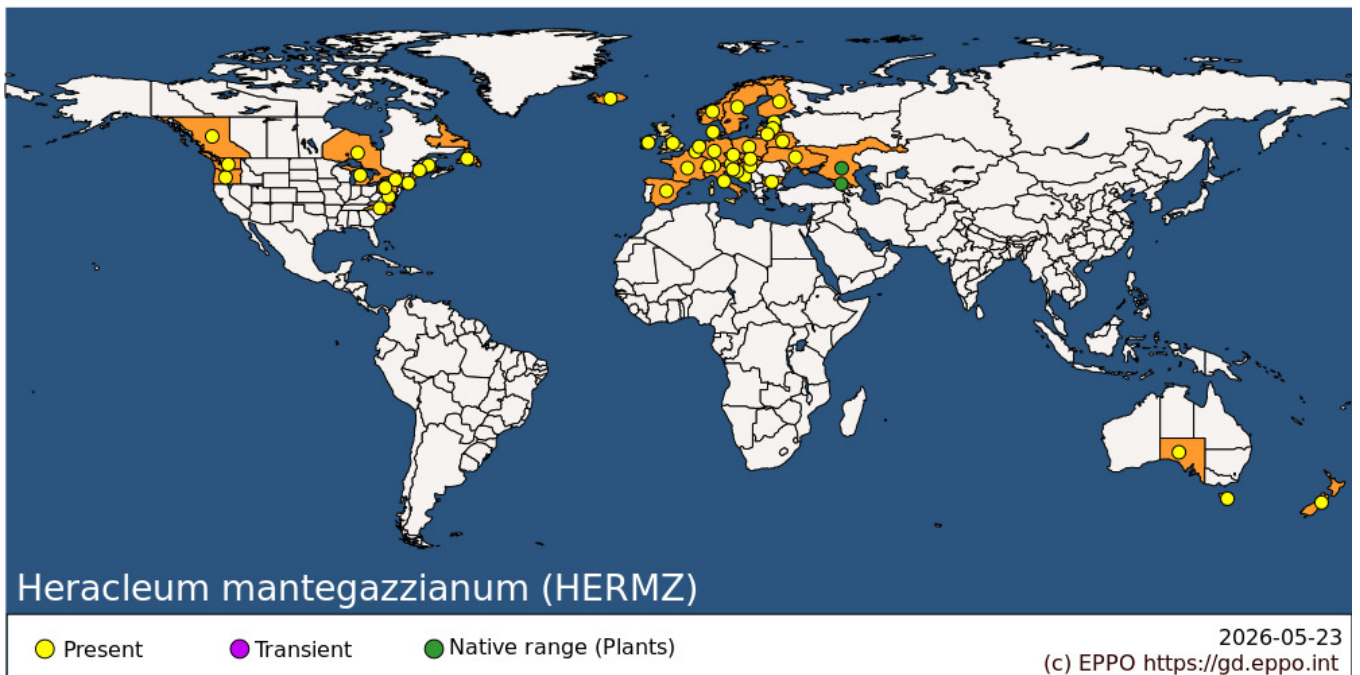 Heracleum mantegazzianum (HERMZ)
Present
Transient
Native range (Plants)
2026-05-23
(c) EPPO https://gd.eppo.int